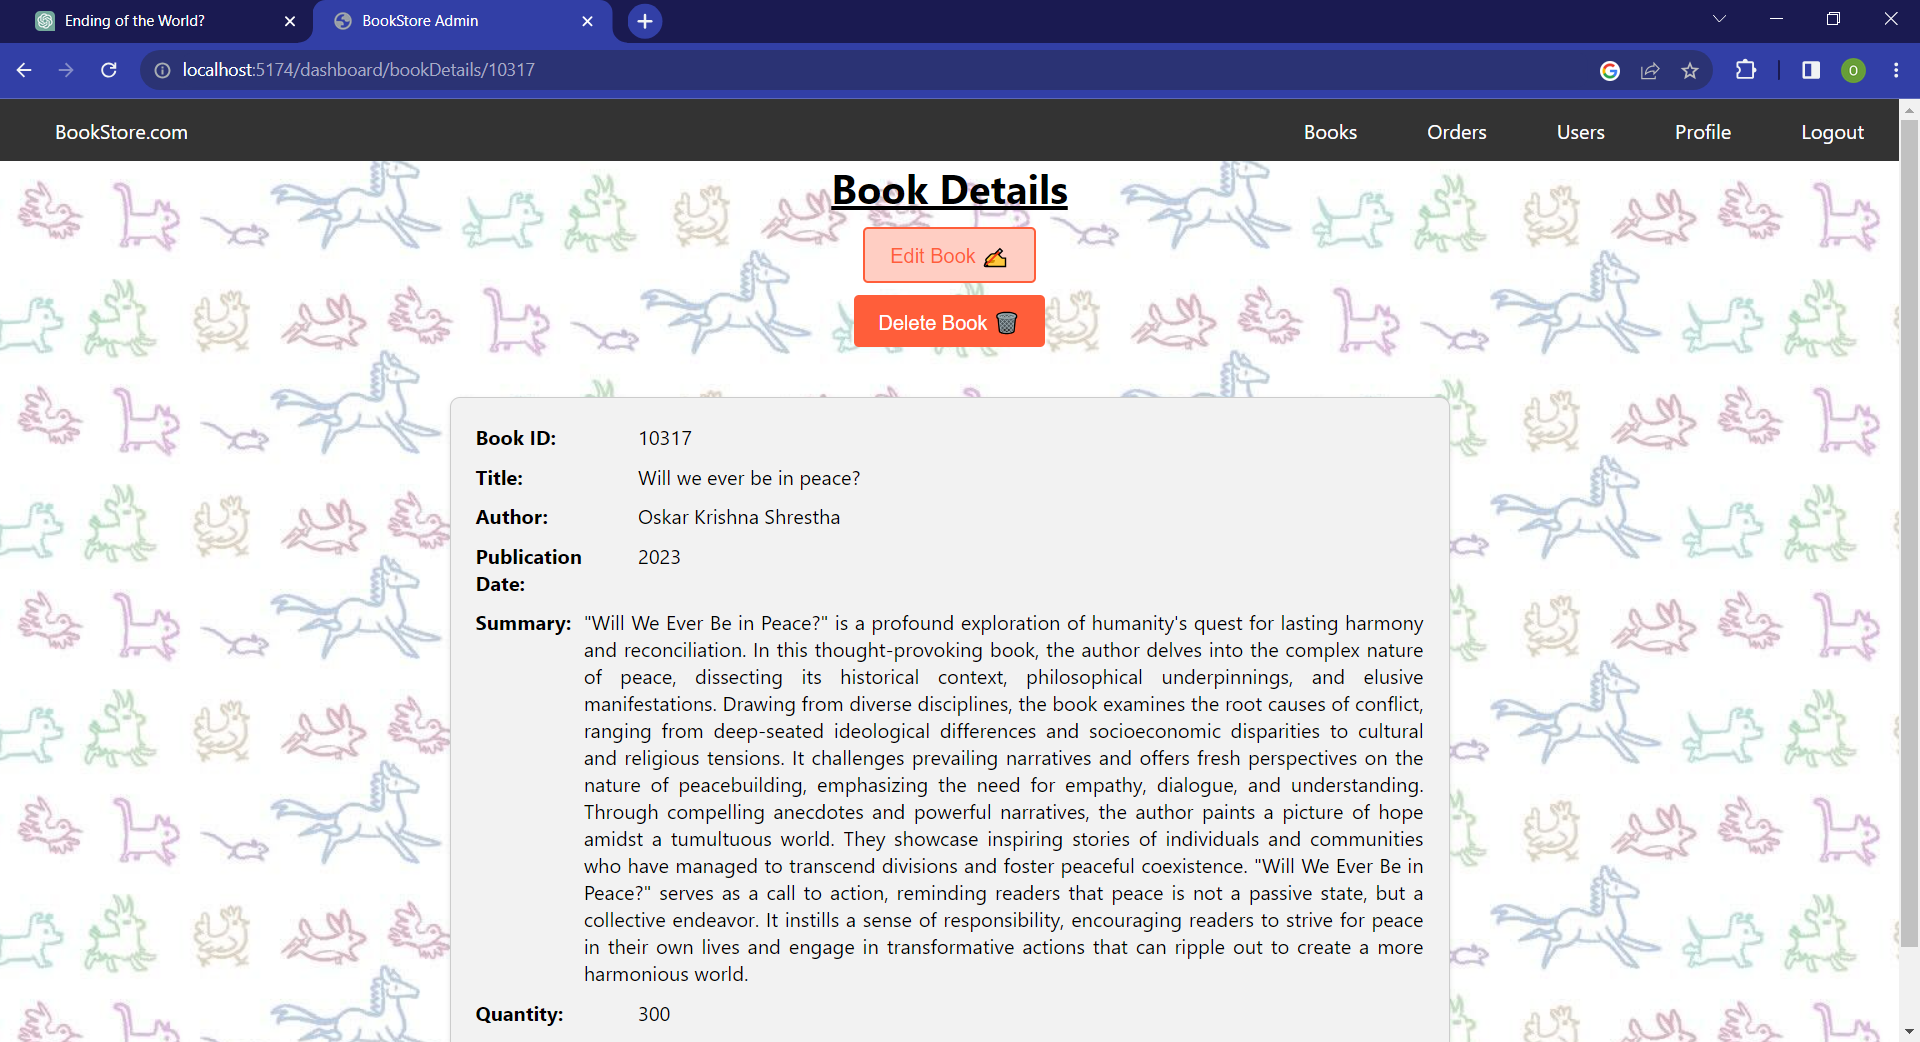 Ending of the World?
BookStore Admin
localhost:5174/dashboard/bookDetails/10317
O
BookStore.com Books Orders Users Profile Logout
Book Details
Edit Book ✍
Delete Book 🗑
Book ID: 10317
Title: Will we ever be in peace?
Author: Oskar Krishna Shrestha
Publication 2023
Date:
Summary: "Will We Ever Be in Peace?" is a profound exploration of humanity's quest for lasting harmony
and reconciliation. In this thought-provoking book, the author delves into the complex nature
of peace, dissecting its historical context, philosophical underpinnings, and elusive
manifestations. Drawing from diverse disciplines, the book examines the root causes of conflict,
ranging from deep-seated ideological differences and socioeconomic disparities to cultural
and religious tensions. It challenges prevailing narratives and offers fresh perspectives on the
nature of peacebuilding, emphasizing the need for empathy, dialogue, and understanding.
Through compelling anecdotes and powerful narratives, the author paints a picture of hope
amidst a tumultuous world. They showcase inspiring stories of individuals and communities
who have managed to transcend divisions and foster peaceful coexistence. "Will We Ever Be in
Peace?" serves as a call to action, reminding readers that peace is not a passive state, but a
collective endeavor. It instills a sense of responsibility, encouraging readers to strive for peace
in their own lives and engage in transformative actions that can ripple out to create a more
harmonious world.
Quantity: 300